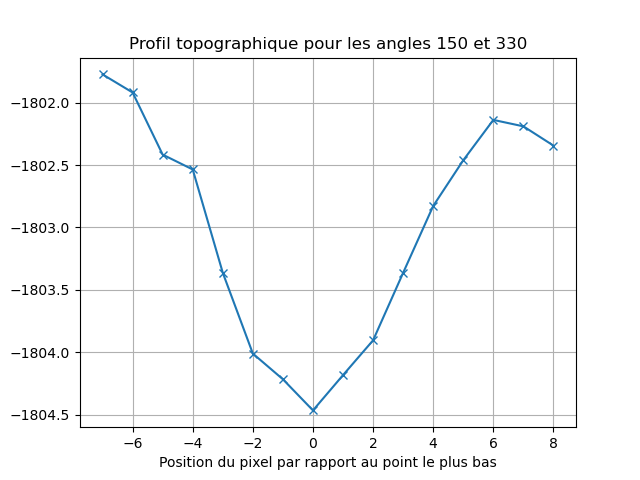 Profil topographique pour les angles 150 et 330
−1802.0
−1802.5
−1803.0
−1803.5
−1804.0
−1804.5
−6 −4 −2 0 2 4 6 8
Position du pixel par rapport au point le plus bas